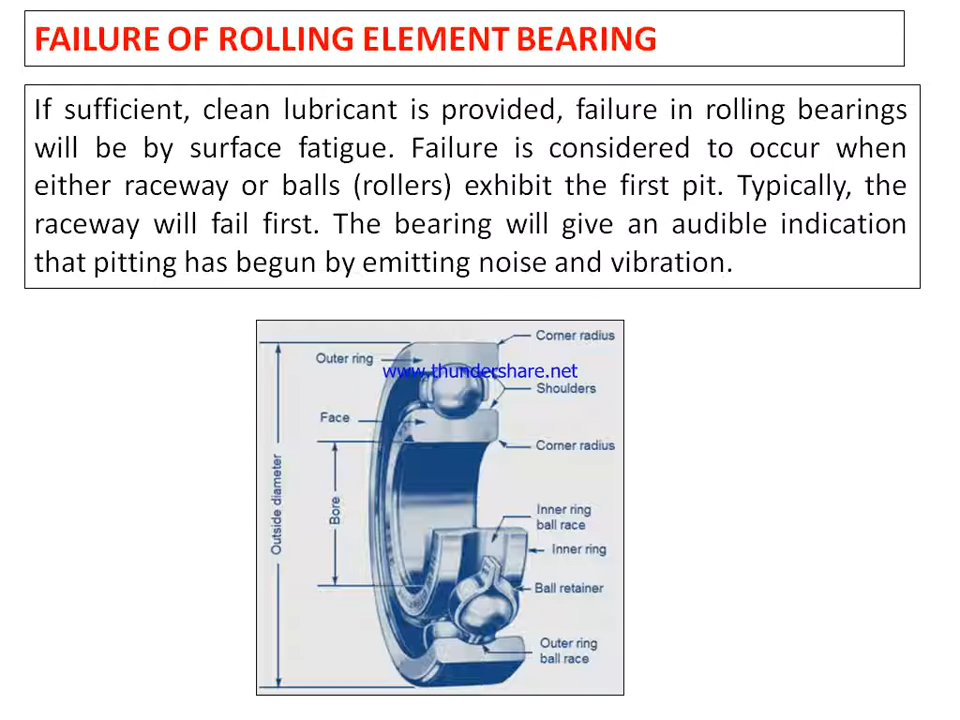 FAILURE OF ROLLING ELEMENT BEARING
If sufficient, clean lubricant is provided, failure in rolling bearings
will be by surface fatigue. Failure is considered to occur when
either raceway or balls (rollers) exhibit the first pit. Typically, the
raceway will fail first. The bearing will give an audible indication
that pitting has begun by emitting noise and vibration.
Corner radius
Outer ring
www.thundershare.net
Shoulders
Face
Corner radius
Outside diameter
Bore
Inner ring
ball race
Inner ring
Ball retainer
Outer ring
ball race